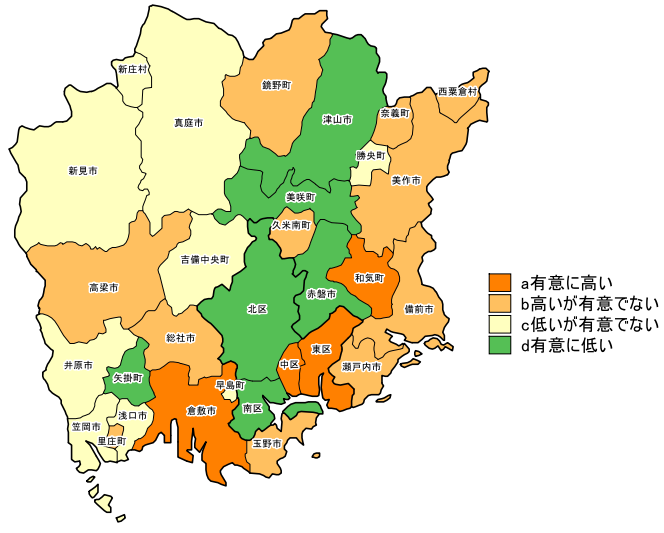 新庄村
鏡野町
西粟倉村
奈義町
津山市
真庭市
勝央町
新見市
美作市
美咲町
久米南町
吉備中央町
和気町
高梁市
赤磐市
北区
備前市
総社市
東区
中区
井原市
瀬戸内市
矢掛町
早島町
浅口市
倉敷市
南区
笠岡市
里庄町
玉野市
a有意に高い
b高いが有意でない
c低いが有意でない
d有意に低い